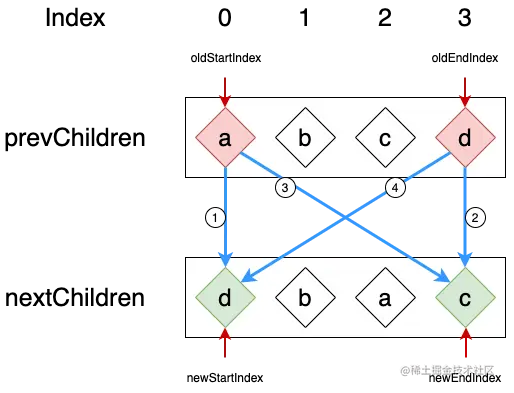 Index 0 1 2 3
oldStartIndex oldEndIndex
prevChildren a b c d
3 4
1 2
nextChildren d b a c
@稀土掘金技术社区
newStartIndex newEndIndex